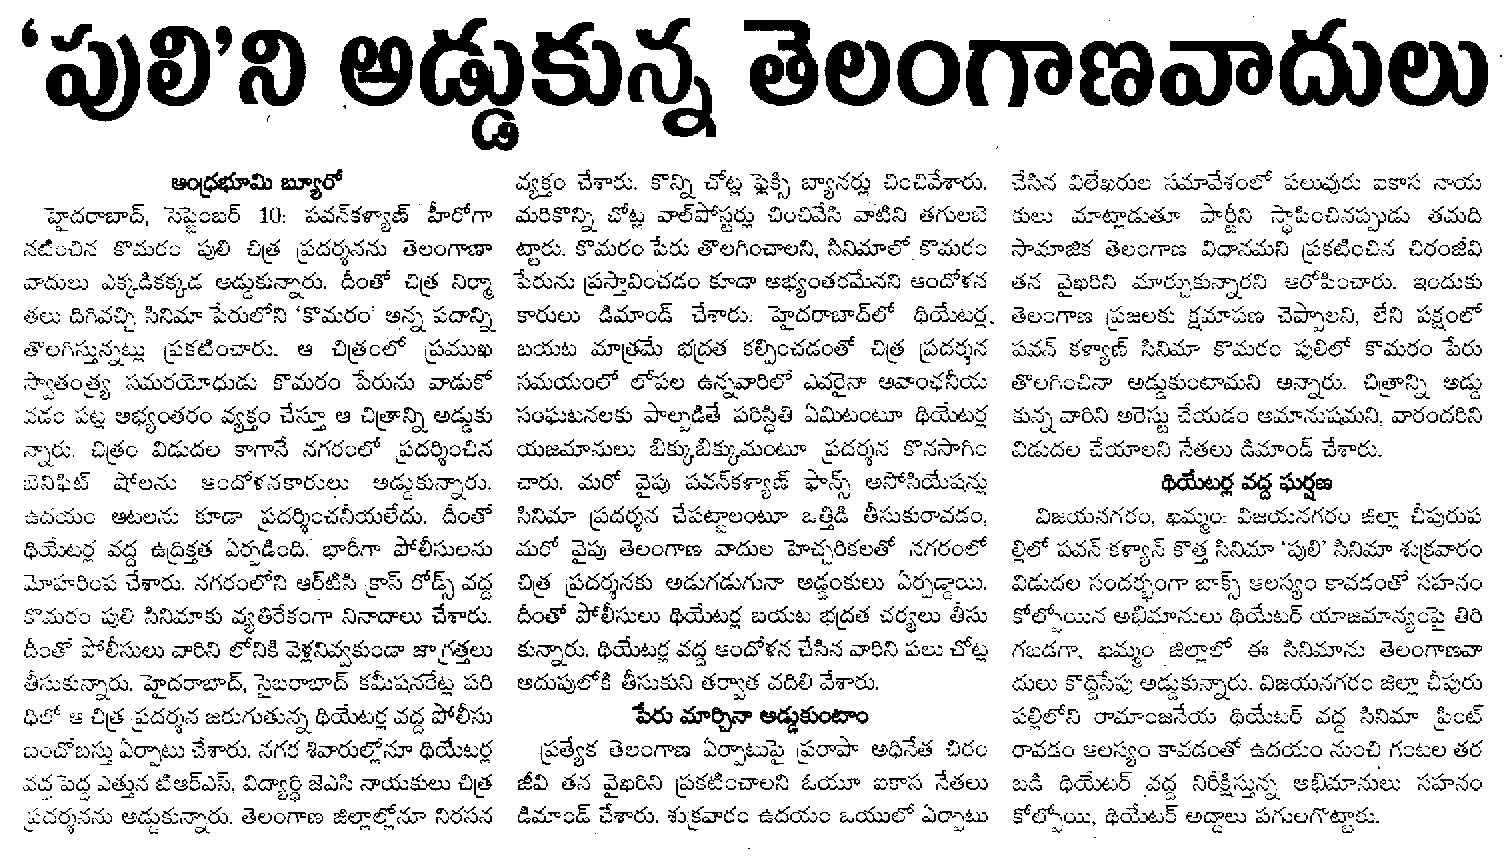 'పులి'ని అడ్డుకున్న తెలంగాణవాదులు
ఆంధ్రభూమి బ్యూరో
హైదరాబాద్, సెప్టెంబర్ 10: పవన్‌కళ్యాణ్ హీరోగా
నటించిన కొమరం పులి చిత్ర ప్రదర్శనను తెలంగాణా
వాదులు ఎక్కడికక్కడ అడ్డుకున్నారు. దీంతో చిత్ర నిర్మా
తలు దిగివచ్చి సినిమా పేరులోని 'కొమరం' అన్న పదాన్ని
తొలగిస్తున్నట్లు ప్రకటించారు. ఆ చిత్రంలో ప్రముఖ
స్వాతంత్ర్య సమరయోధుడు కొమరం పేరును వాడుకో
వడం పట్ల అభ్యంతరం వ్యక్తం చేస్తూ ఆ చిత్రాన్ని అడ్డుకు
న్నారు. చిత్రం విడుదల కాగానే నగరంలో ప్రదర్శించిన
బెనిఫిట్ షోలను ఆందోళనకారులు అడ్డుకున్నారు.
ఉదయం ఆటలను కూడా ప్రదర్శించనీయలేదు. దీంతో
థియేటర్ల వద్ద ఉద్రిక్తత ఏర్పడింది. భారీగా పోలీసులను
మోహరింప చేశారు. నగరంలోని ఆర్‌టిసి క్రాస్ రోడ్స్ వద్ద
కొమరం పులి సినిమాకు వ్యతిరేకంగా నినాదాలు చేశారు.
దీంతో పోలీసులు వారిని లోనికి వెళ్లనివ్వకుండా జాగ్రత్తలు
తీసుకున్నారు. హైదరాబాద్, సైబరాబాద్ కమీషనరేట్ల పరి
ధిలో ఆ చిత్ర ప్రదర్శన జరుగుతున్న థియేటర్ల వద్ద పోలీసు
బందోబస్తు ఏర్పాటు చేశారు. నగర శివారుల్లోనూ థియేటర్ల
వద్ద పెద్ద ఎత్తున టిఆర్‌ఎస్, విద్యార్థి జెఎసి నాయకులు చిత్ర
ప్రదర్శనను అడ్డుకున్నారు. తెలంగాణ జిల్లాల్లోనూ నిరసన
వ్యక్తం చేశారు. కొన్ని చోట్ల ఫ్లెక్సి బ్యానర్లు చించివేశారు.
మరికొన్ని చోట్ల వాల్‌పోస్టర్లు చించివేసి వాటిని తగులబె
ట్టారు. కొమరం పేరు తొలగించాలని, సినిమాలో కొమరం
పేరును ప్రస్తావించడం కూడా అభ్యంతరమేనని ఆందోళన
కారులు డిమాండ్ చేశారు. హైదరాబాద్‌లో థియేటర్ల
బయట మాత్రమే భద్రత కల్పించడంతో చిత్ర ప్రదర్శన
సమయంలో లోపల ఉన్నవారిలో ఎవరైనా అవాంఛనీయ
సంఘటనలకు పాల్పడితే పరిస్థితి ఏమిటంటూ థియేటర్ల
యజమానులు బిక్కుబిక్కుమంటూ ప్రదర్శన కొనసాగిం
చారు. మరో వైపు పవన్‌కళ్యాణ్ ఫాన్స్ అసోసియేషన్లు
సినిమా ప్రదర్శన చేపట్టాలంటూ ఒత్తిడి తీసుకురావడం,
మరో వైపు తెలంగాణ వాదుల హెచ్చరికలతో నగరంలో
చిత్ర ప్రదర్శనకు అడుగడుగునా అడ్డంకులు ఏర్పడ్డాయి.
దీంతో పోలీసులు థియేటర్ల బయట భద్రత చర్యలు తీసు
కున్నారు. థియేటర్ల వద్ద ఆందోళన చేసిన వారిని పలు చోట్ల
అదుపులోకి తీసుకుని తర్వాత వదిలి వేశారు.
పేరు మార్చినా అడ్డుకుంటాం
ప్రత్యేక తెలంగాణ ఏర్పాటుపై ప్రరాపా అధినేత చిరం
జీవి తన వైఖరిని ప్రకటించాలని ఓయూ ఐకాస నేతలు
డిమాండ్ చేశారు. శుక్రవారం ఉదయం ఒయులో ఏర్పాటు
చేసిన విలేఖరుల సమావేశంలో పలువురు ఐకాస నాయ
కులు మాట్లాడుతూ పార్టీని స్థాపించినప్పుడు తమది
సామాజిక తెలంగాణ విధానమని ప్రకటించిన చిరంజీవి
తన వైఖరిని మార్చుకున్నారని ఆరోపించారు. ఇందుకు
తెలంగాణ ప్రజలకు క్షమాపణ చెప్పాలని, లేని పక్షంలో
పవన్ కళ్యాణ్ సినిమా కొమరం పులిలో కొమరం పేరు
తొలగించినా అడ్డుకుంటామని అన్నారు. చిత్రాన్ని అడ్డు
కున్న వారిని అరెస్టు చేయడం అమానుషమని, వారందరిని
విడుదల చేయాలని నేతలు డిమాండ్ చేశారు.
థియేటర్ల వద్ద ఘర్షణ
విజయనగరం, ఖమ్మం: విజయనగరం జిల్లా చీపురుప
ల్లిలో పవన్ కళ్యాన్ కొత్త సినిమా 'పులి' సినిమా శుక్రవారం
విడుదల సందర్భంగా బాక్స్ ఆలస్యం కావడంతో సహనం
కోల్పోయిన అభిమానులు థియేటర్ యాజమాన్యంపై తిరి
గబడగా, ఖమ్మం జిల్లాలో ఈ సినిమాను తెలంగాణవా
దులు కొద్దిసేపు అడ్డుకున్నారు. విజయనగరం జిల్లా చీపురు
పల్లిలోని రామాంజనేయ థియేటర్ వద్ద సినిమా ప్రింట్
రావడం ఆలస్యం కావడంతో ఉదయం నుంచి గంటల తర
బడి థియేటర్ వద్ద నిరీక్షిస్తున్న అభిమానులు సహనం
కోల్పోయి, థియేటర్ అద్దాలు పగులగొట్టారు.